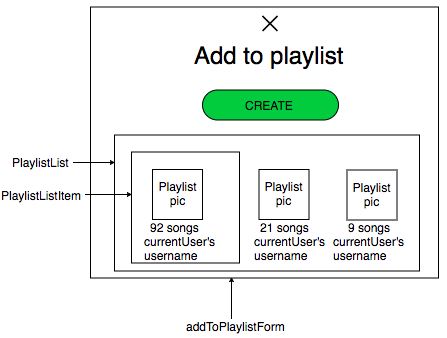 Add to playlist
CREATE
PlaylistList
PlaylistListItem
Playlist
pic
92 songs
currentUser's
username
Playlist
pic
21 songs
currentUser's
username
Playlist
pic
9 songs
currentUser's
username
addToPlaylistForm